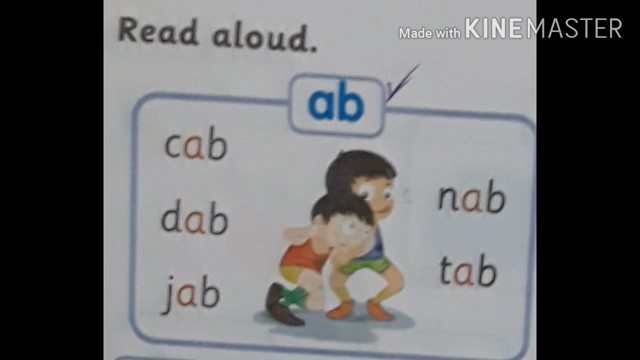 Read aloud.
Made with KINEMASTER
ab
cab
dab
jab
nab
tab